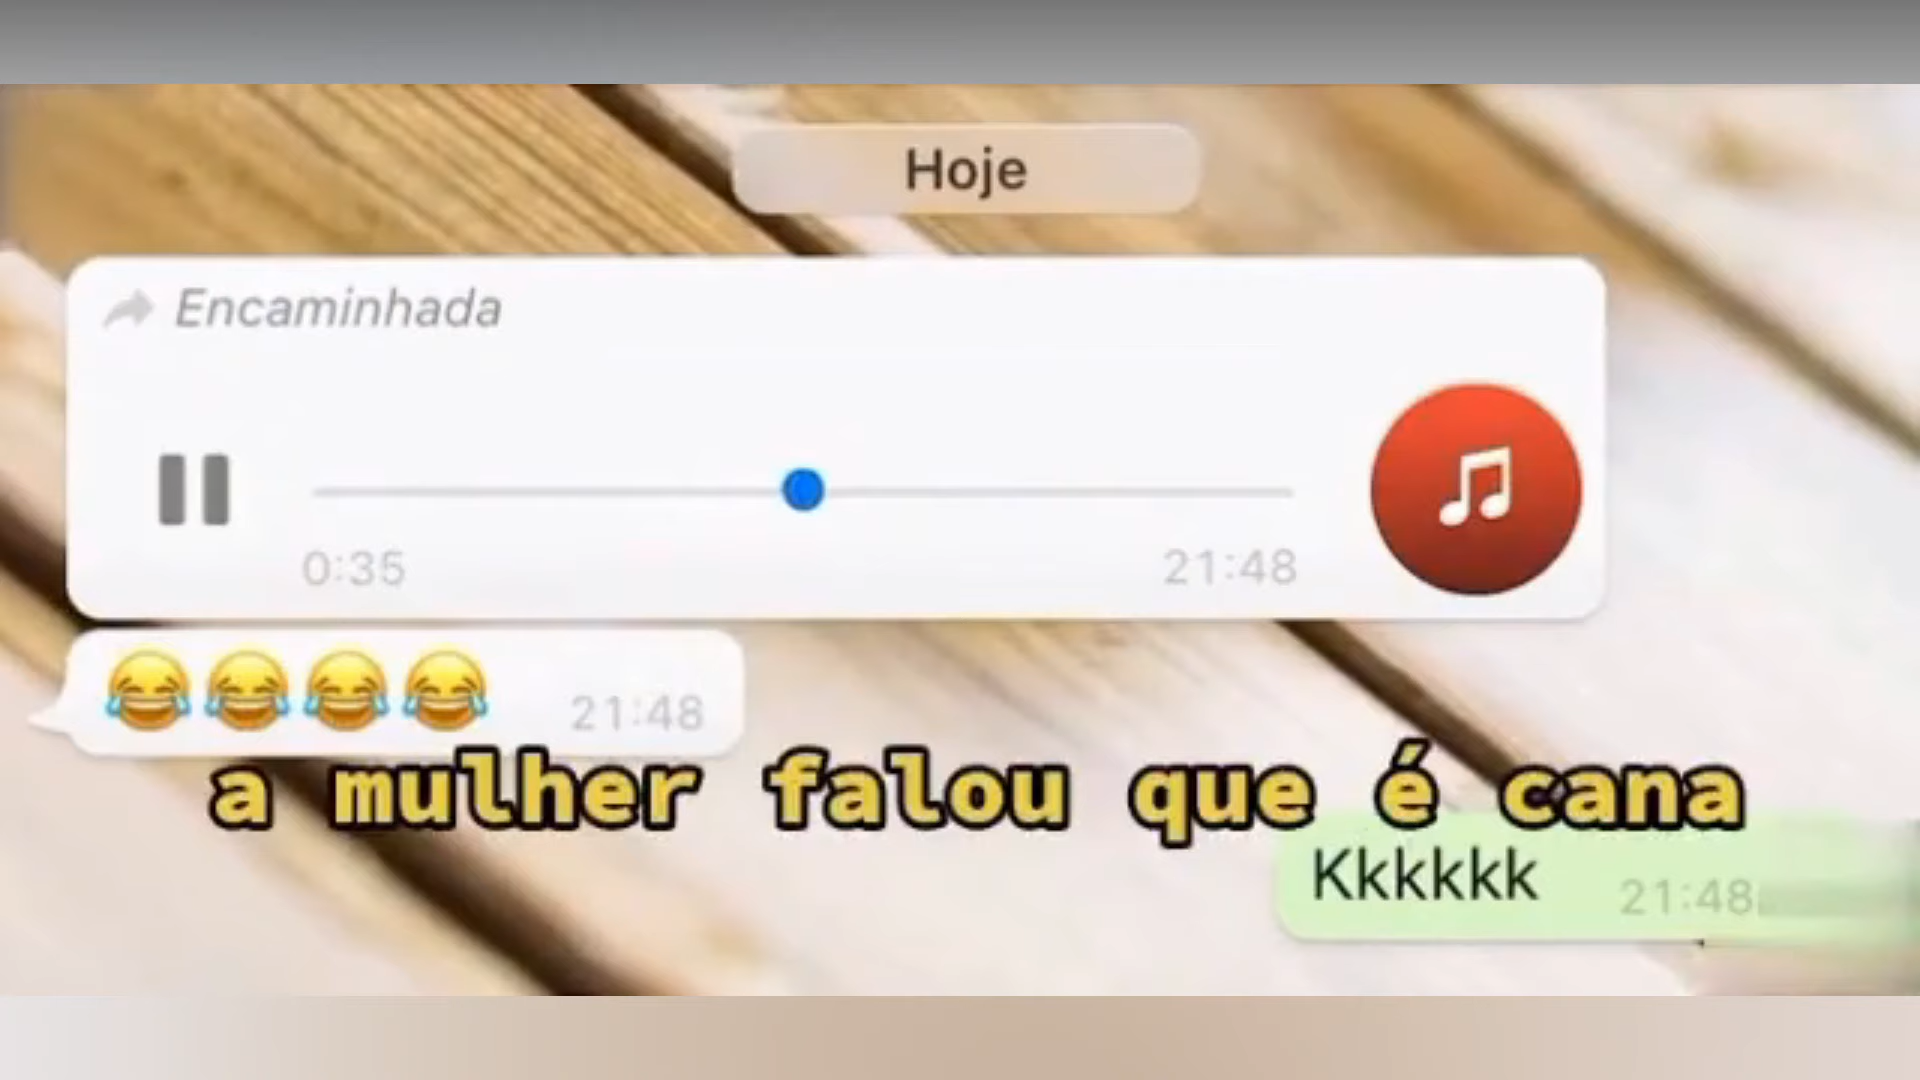 Hoje
Encaminhada
0:35 21:48
😂😂😂😂 21:48
a mulher falou que é cana
Kkkkkk 21:48